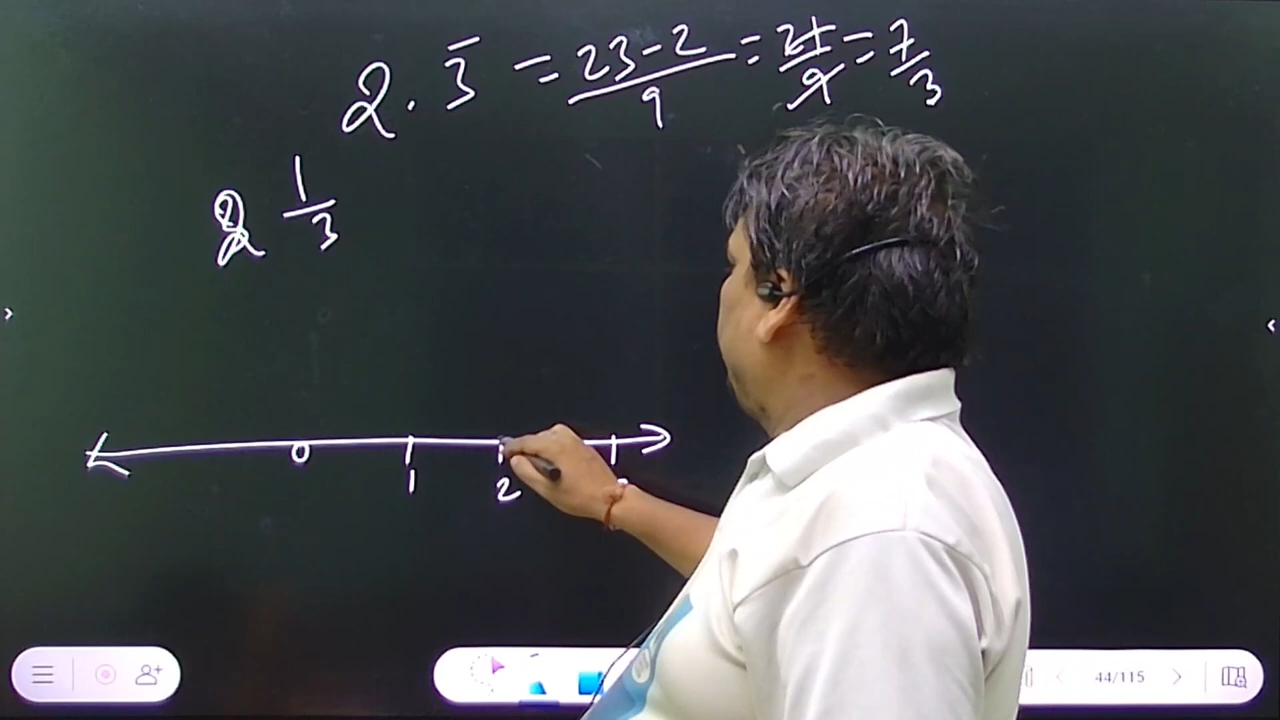 2.3̄ = 23-2/9 = 21/9 = 7/3
2 1/3
0 1 2
44/115